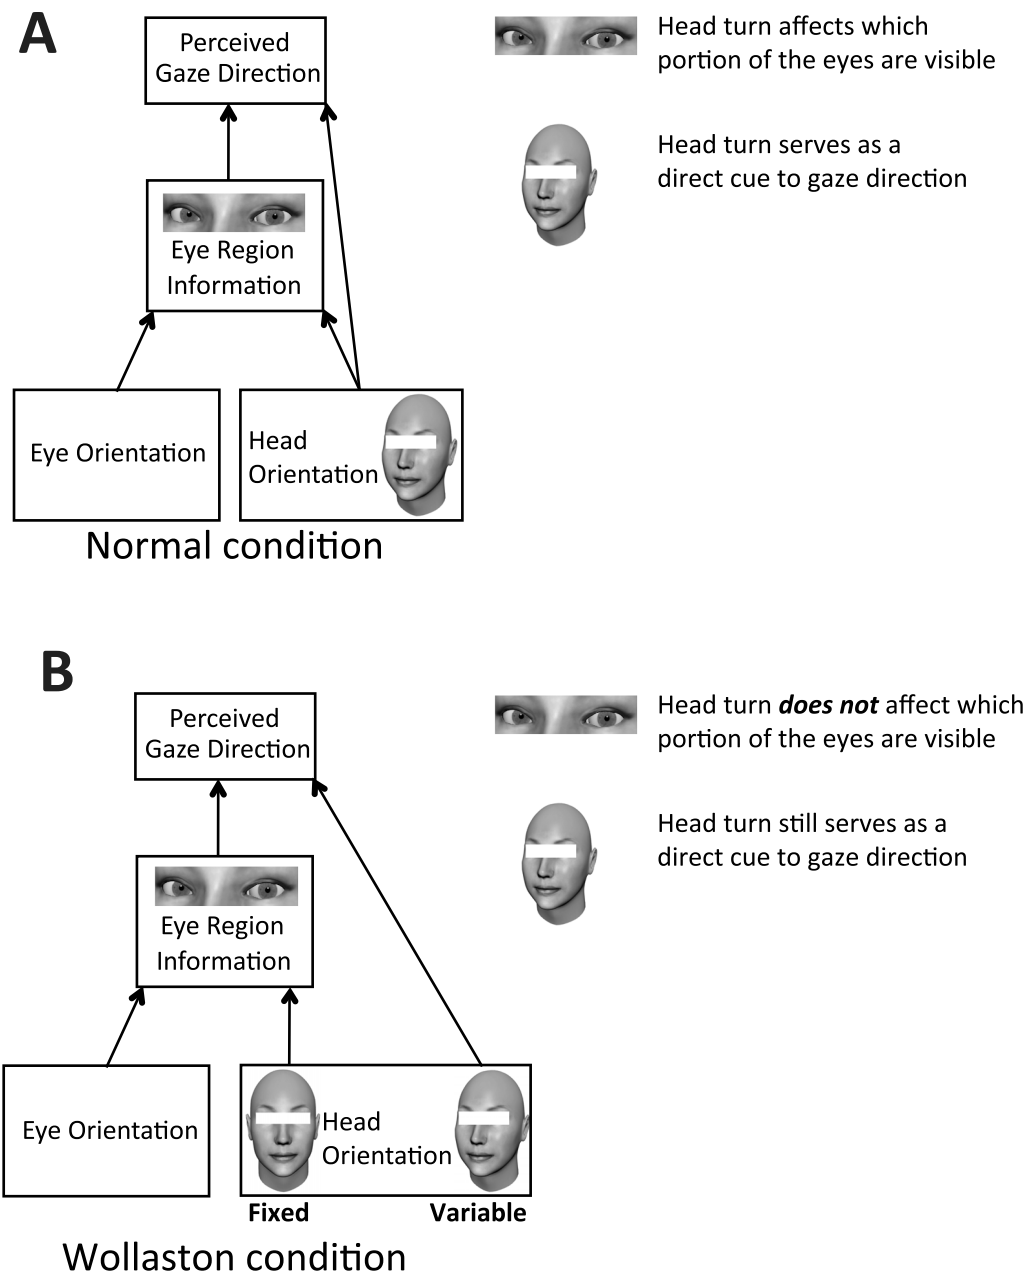 A
Perceived
Gaze Direction
Head turn affects which
portion of the eyes are visible
Head turn serves as a
direct cue to gaze direction
Eye Region
Information
Eye Orientation
Head
Orientation
Normal condition
B
Perceived
Gaze Direction
Head turn does not affect which
portion of the eyes are visible
Head turn still serves as a
direct cue to gaze direction
Eye Region
Information
Eye Orientation
Head
Orientation
Fixed
Variable
Wollaston condition